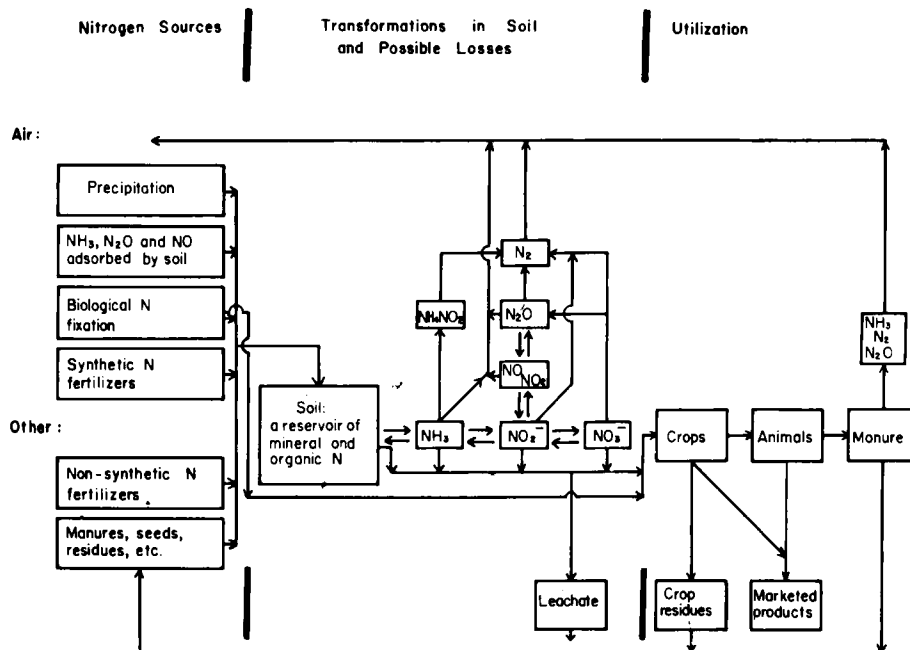 Nitrogen Sources
Transformations in Soil
and Possible Losses
Utilization
Air:
Precipitation
NH₃, N₂O and NO
adsorbed by soil
Biological N
fixation
Synthetic N
fertilizers
Other:
Non-synthetic N
fertilizers
Manures, seeds,
residues, etc.
Soil:
a reservoir of
mineral and
organic N
N₂
NH₄NO₂
N₂O
NO
NO₂
NH₃
NO₂⁻
NO₃⁻
Leachate
Crops
Animals
Manure
NH₃
N₂
N₂O
Crop
residues
Marketed
products